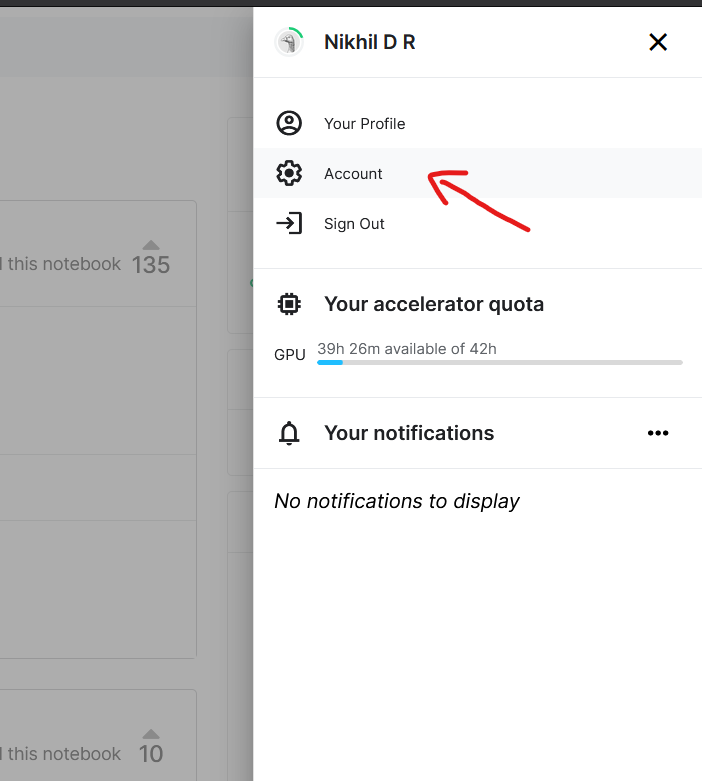 Nikhil D R
Your Profile
Account
Sign Out
this notebook 135
Your accelerator quota
GPU 39h 26m available of 42h
Your notifications
No notifications to display
this notebook 10